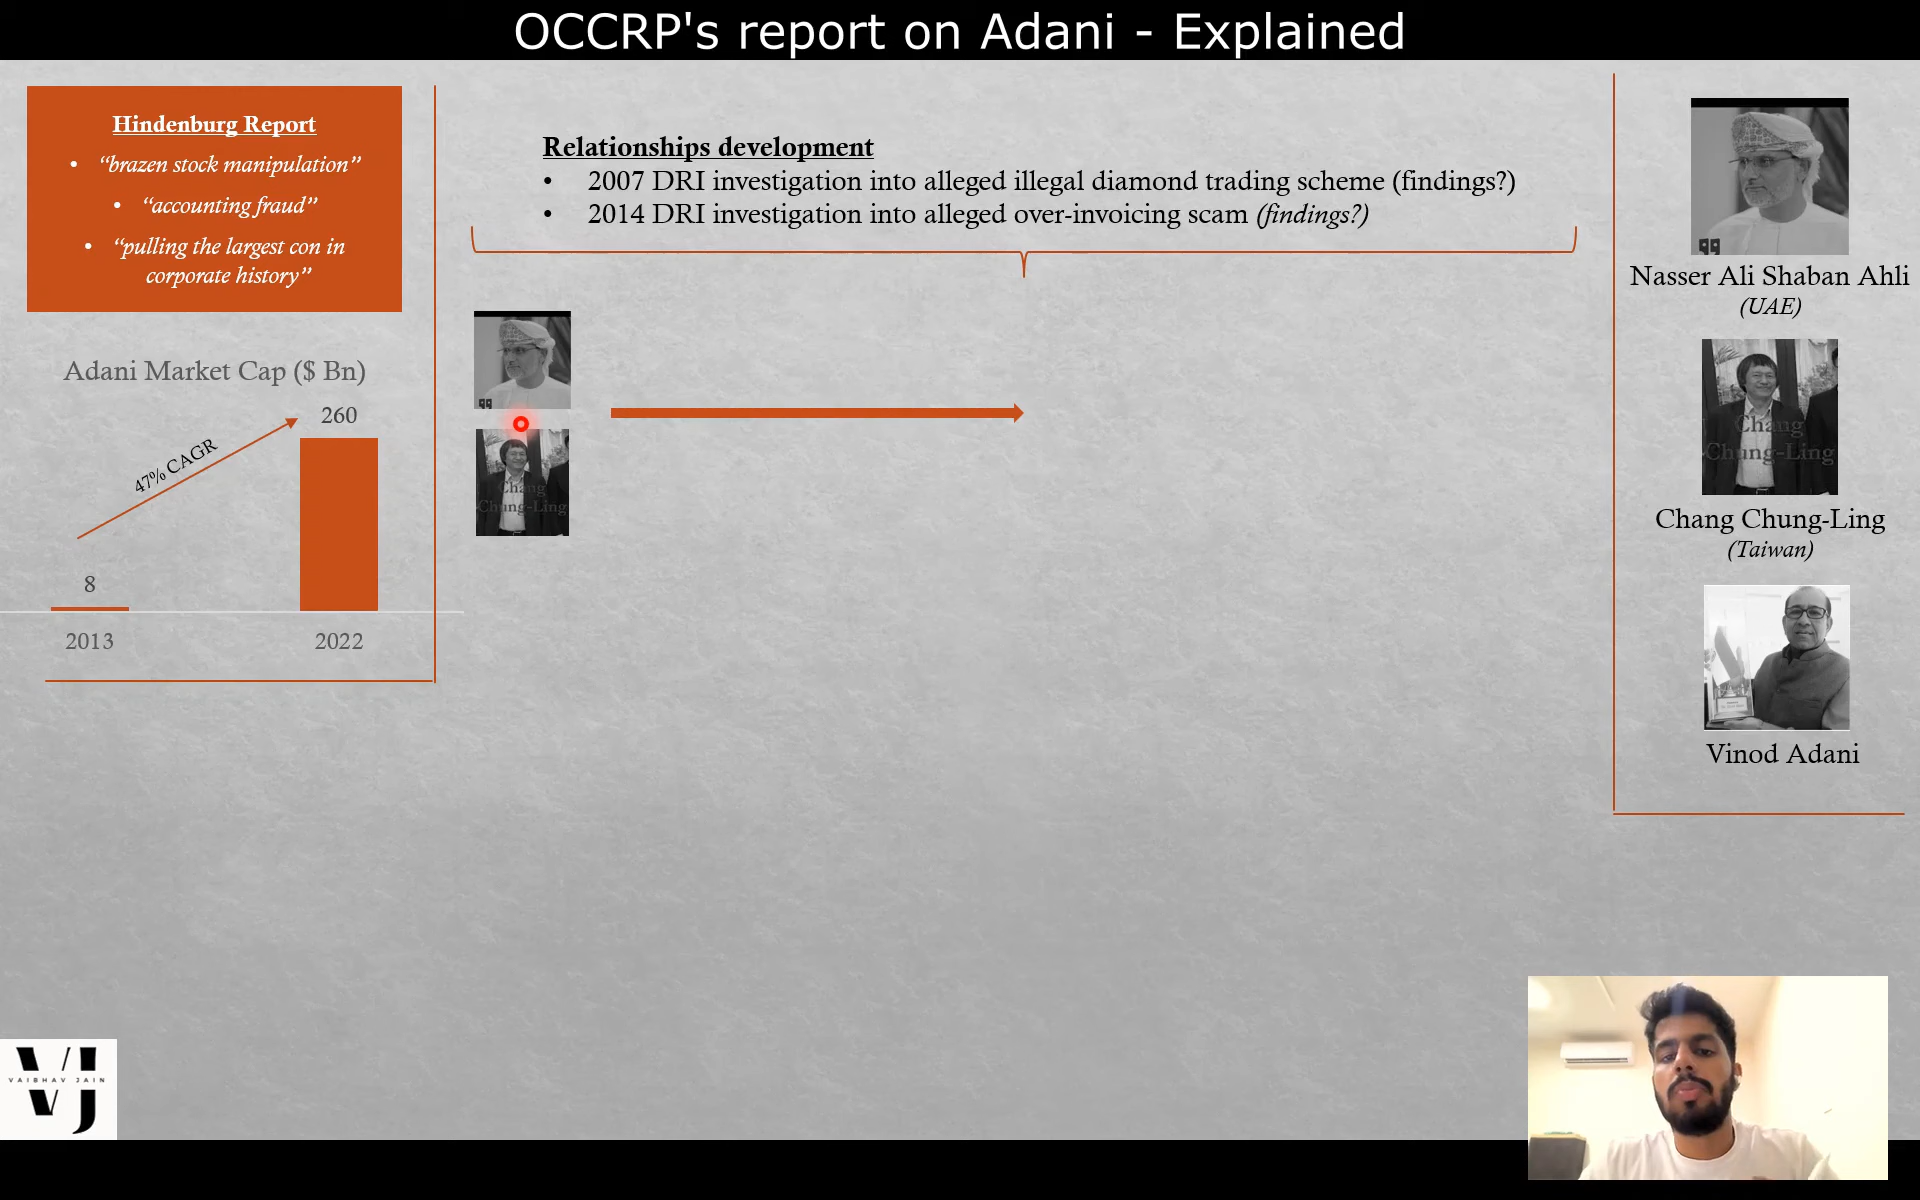 OCCRP's report on Adani - Explained
Hindenburg Report
• “brazen stock manipulation”
• “accounting fraud”
• “pulling the largest con in
corporate history”
Adani Market Cap ($ Bn)
260
47% CAGR
8
2013
2022
Relationships development
• 2007 DRI investigation into alleged illegal diamond trading scheme (findings?)
• 2014 DRI investigation into alleged over-invoicing scam (findings?)
Chang
Chung-Ling
Nasser Ali Shaban Ahli
(UAE)
Chang
Chung-Ling
Chang Chung-Ling
(Taiwan)
Vinod Adani
VJ
VAIBHAV JAIN